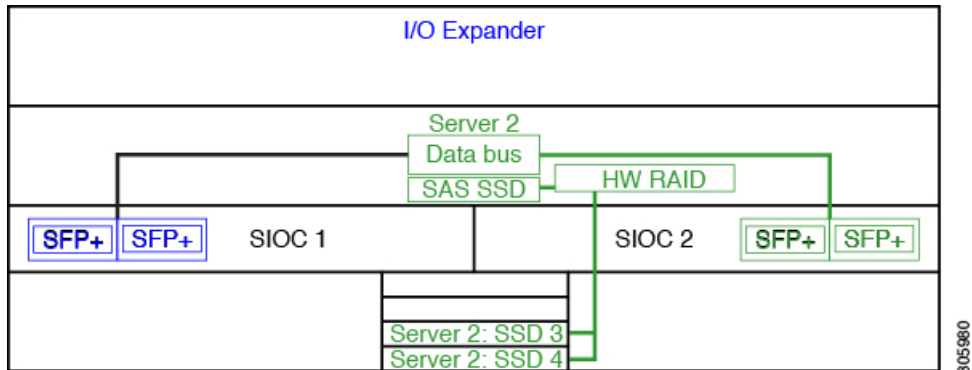 I/O Expander
Server 2
Data bus
SAS SSD
HW RAID
SFP+ SFP+ SIOC 1 SIOC 2 SFP+ SFP+
Server 2: SSD 3
Server 2: SSD 4
305980